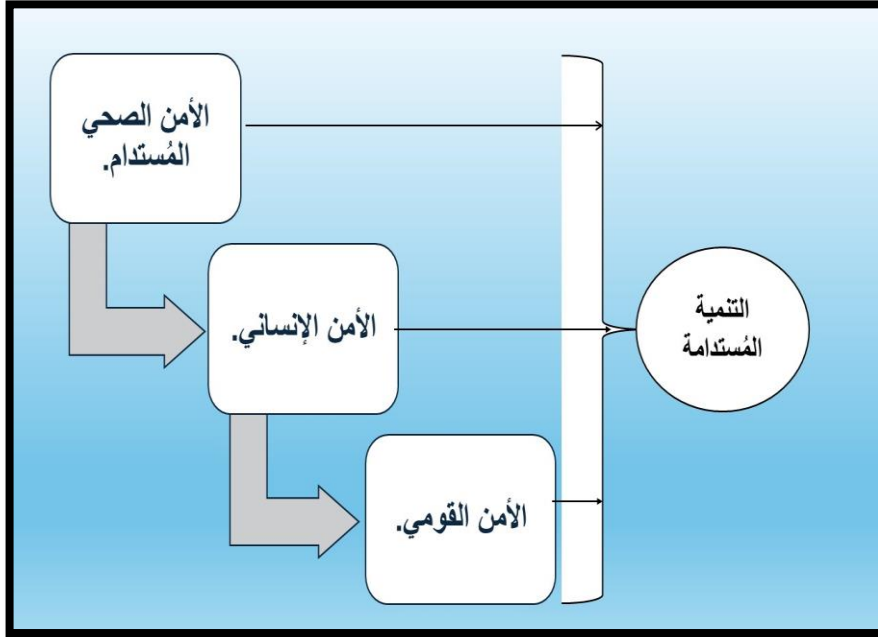 الأمن الصحي
المُستدام.
الأمن الإنساني.
الأمن القومي.
التنمية
المُستدامة